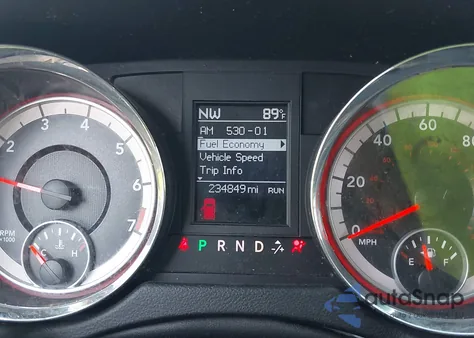 NW 89°F
AM 530-01
Fuel Economy
Vehicle Speed
Trip Info
234849 mi RUN
P R N D
1 2 3 4 5 6 7
RPM
x1000
C H
0 20 40 60 80
MPH
E F
autoSnap